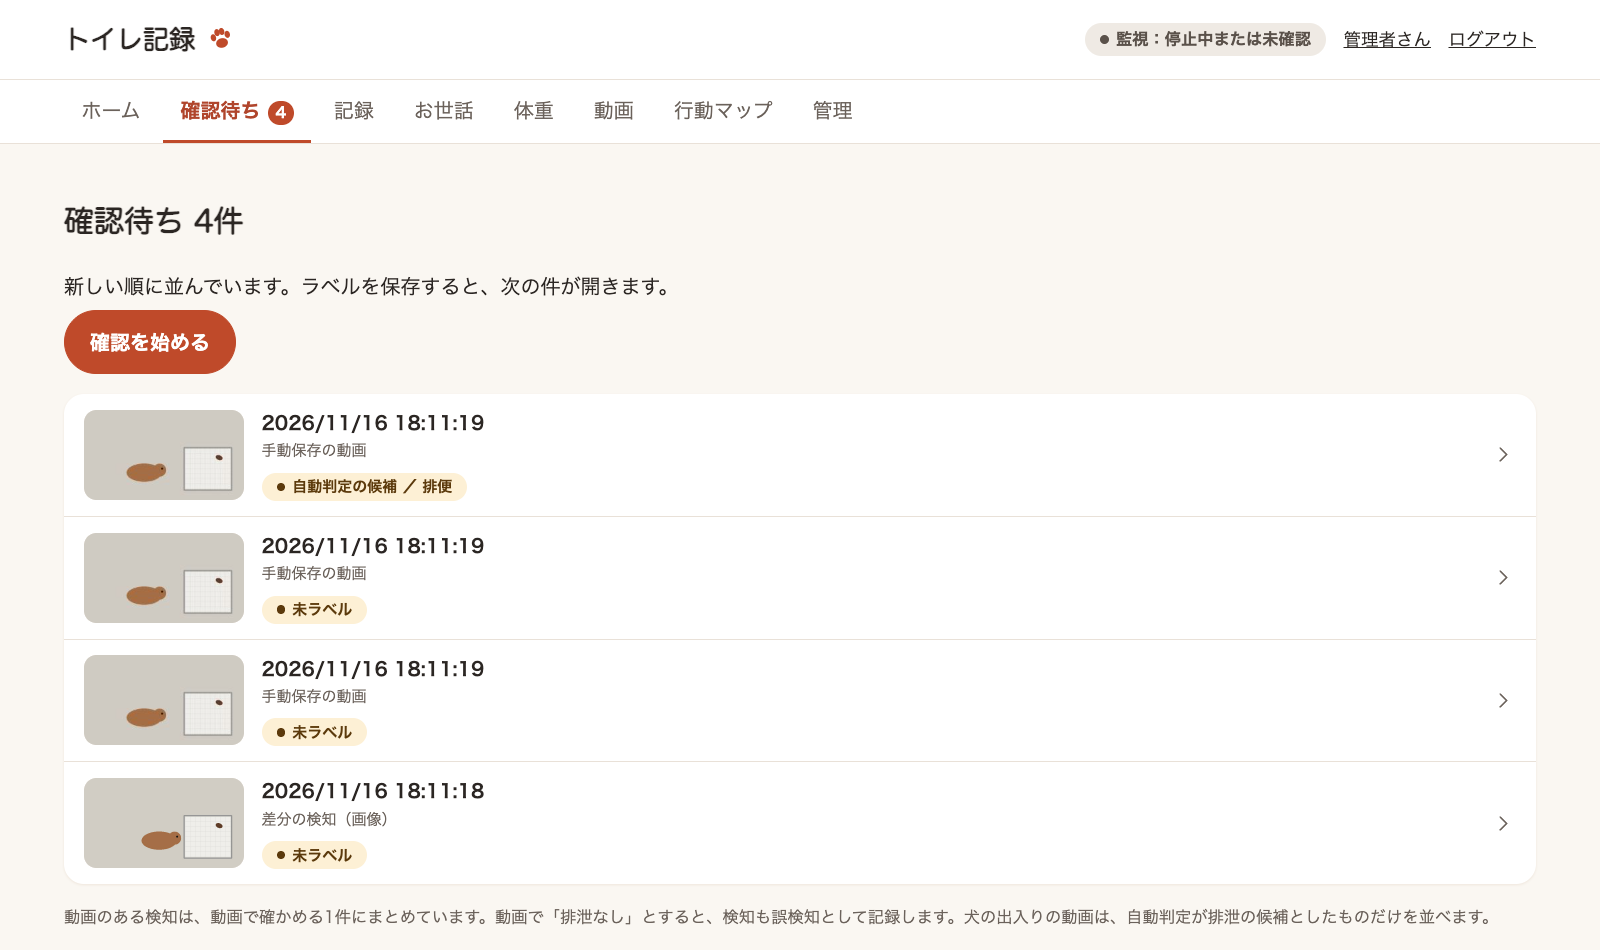 トイレ記録
監視：停止中または未確認
管理者さん
ログアウト
ホーム
確認待ち 4
記録
お世話
体重
動画
行動マップ
管理
確認待ち 4件
新しい順に並んでいます。ラベルを保存すると、次の件が開きます。
確認を始める
2026/11/16 18:11:19
手動保存の動画
自動判定の候補 ／ 排便
2026/11/16 18:11:19
手動保存の動画
未ラベル
2026/11/16 18:11:19
手動保存の動画
未ラベル
2026/11/16 18:11:18
差分の検知（画像）
未ラベル
動画のある検知は、動画で確かめる1件にまとめています。動画で「排泄なし」とすると、検知も誤検知として記録します。犬の出入りの動画は、自動判定が排泄の候補としたものだけを並べます。